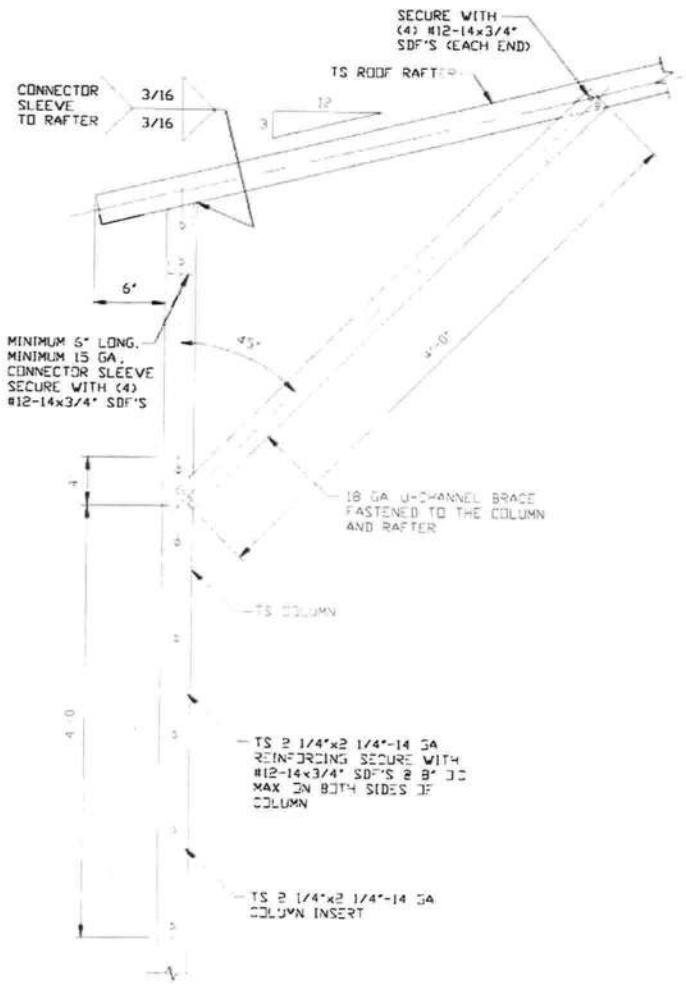 SECURE WITH
(4) #12-14x3/4"
SDF'S (EACH END)
TS ROOF RAFTER
CONNECTOR
SLEEVE
TO RAFTER
3/16
3/16
12
3
6"
MINIMUM 6" LONG,
MINIMUM 15 GA,
CONNECTOR SLEEVE
SECURE WITH (4)
#12-14x3/4" SDF'S
45°
4'-0"
4"
18 GA U-CHANNEL BRACE
FASTENED TO THE COLUMN
AND RAFTER
TS COLUMN
4'-0
TS 2 1/4"x2 1/4"-14 GA
REINFORCING SECURE WITH
#12-14x3/4" SDF'S @ 8" OC
MAX ON BOTH SIDES OF
COLUMN
TS 2 1/4"x2 1/4"-14 GA
COLUMN INSERT